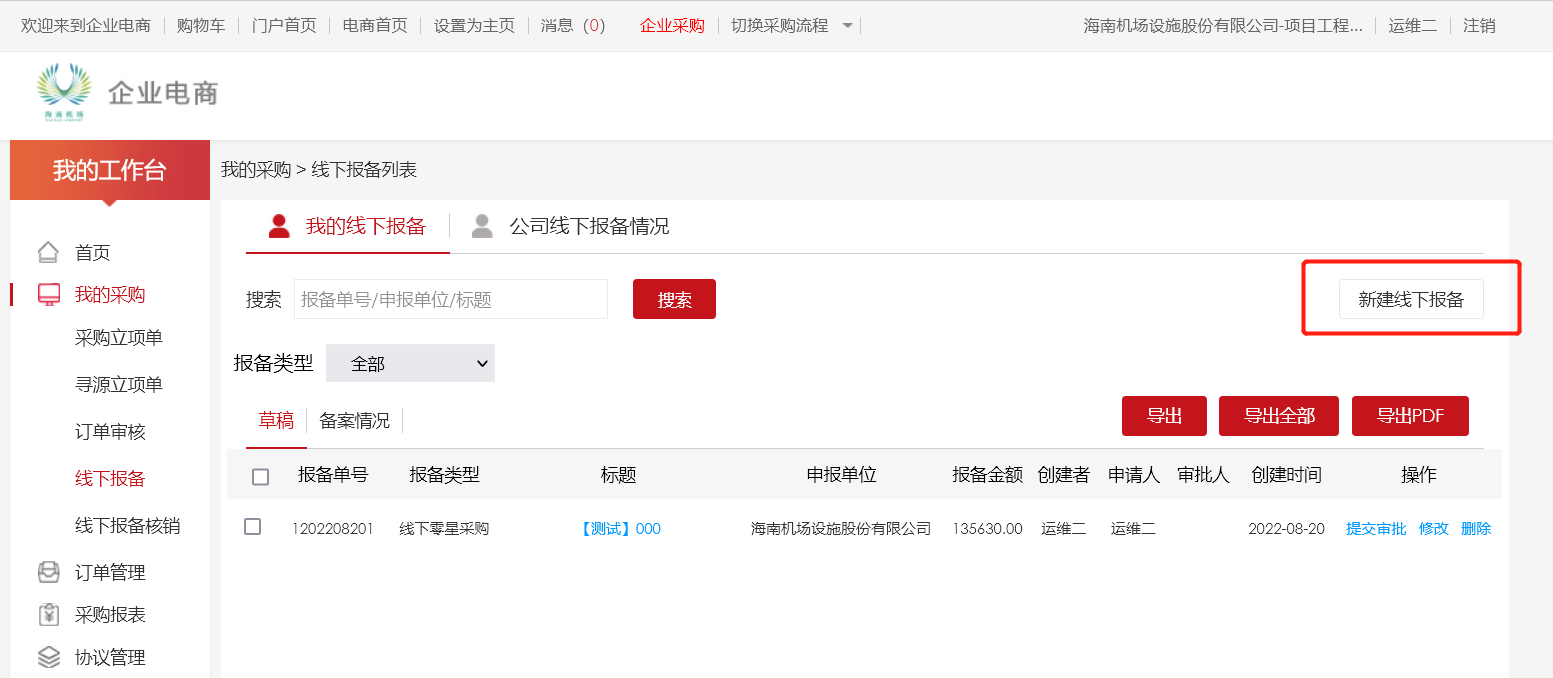 欢迎来到企业电商 购物车 门户首页 电商首页 设置为主页 消息 (0) 企业采购 切换采购流程 海南机场设施股份有限公司-项目工程... 运维二 注销
海南机场 企业电商
我的工作台
我的采购 > 线下报备列表
首页
我的采购
采购立项单
寻源立项单
订单审核
线下报备
线下报备核销
订单管理
采购报表
协议管理
我的线下报备 公司线下报备情况
搜索 报备单号/申报单位/标题 搜索 新建线下报备
报备类型 全部
草稿 备案情况 导出 导出全部 导出PDF
报备单号 报备类型 标题 申报单位 报备金额 创建者 申请人 审批人 创建时间 操作
1202208201 线下零星采购 【测试】000 海南机场设施股份有限公司 135630.00 运维二 运维二 2022-08-20 提交审批 修改 删除